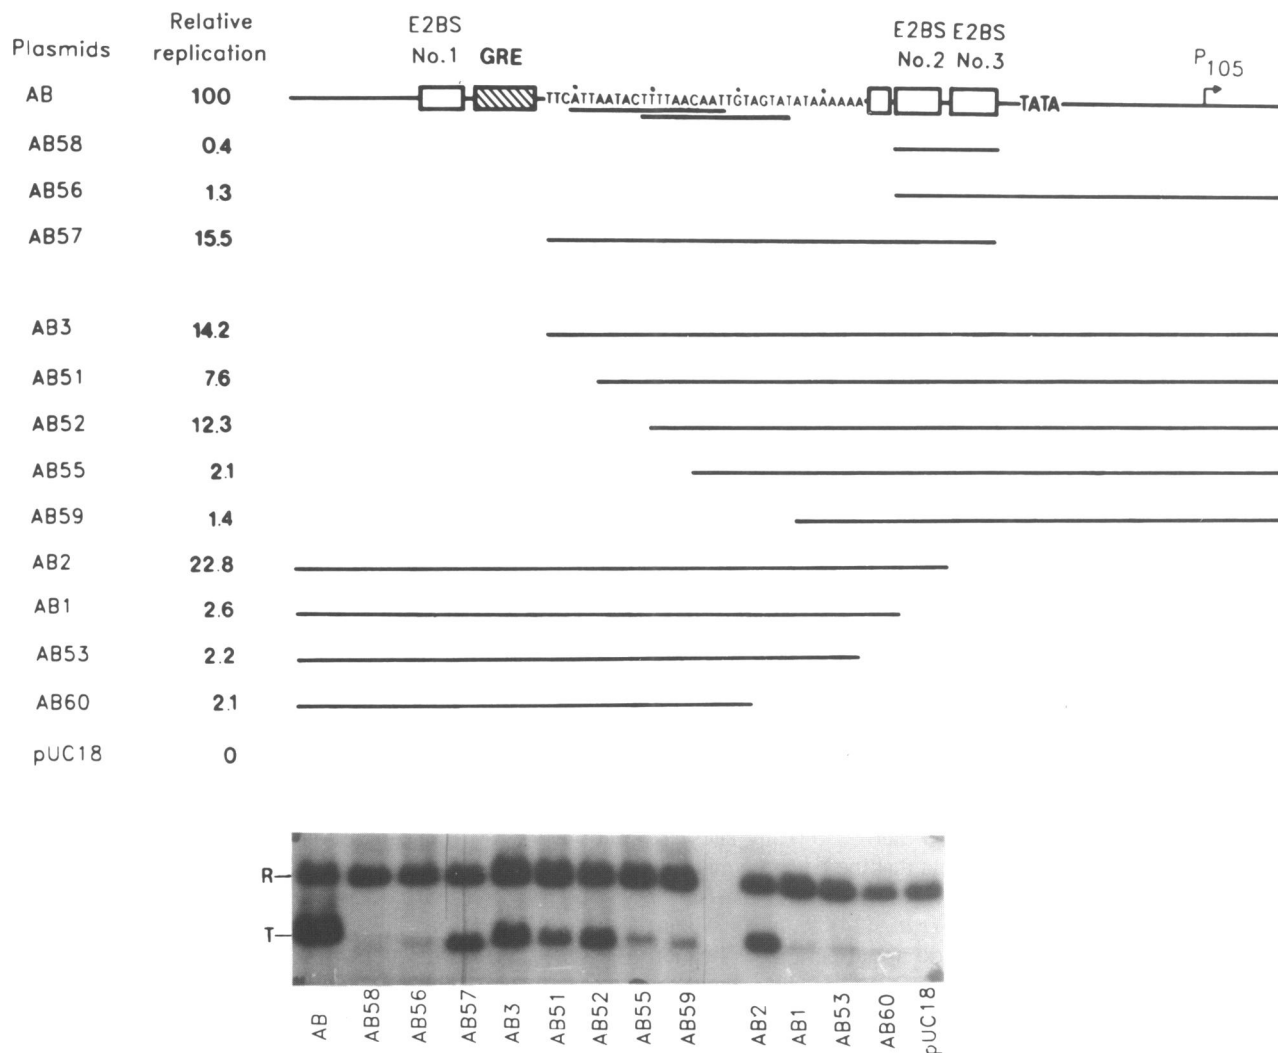 Plasmids
Relative
replication
E2BS
No.1
GRE
E2BS E2BS
No.2 No.3
P105
AB 100 TTCATTAATACTTTTAACAATTGTAGTATATAAAAAA TATA
AB58 0.4
AB56 1.3
AB57 15.5
AB3 14.2
AB51 7.6
AB52 12.3
AB55 2.1
AB59 1.4
AB2 22.8
AB1 2.6
AB53 2.2
AB60 2.1
pUC18 0
R
T
AB AB58 AB56 AB57 AB3 AB51 AB52 AB55 AB59 AB2 AB1 AB53 AB60 pUC18